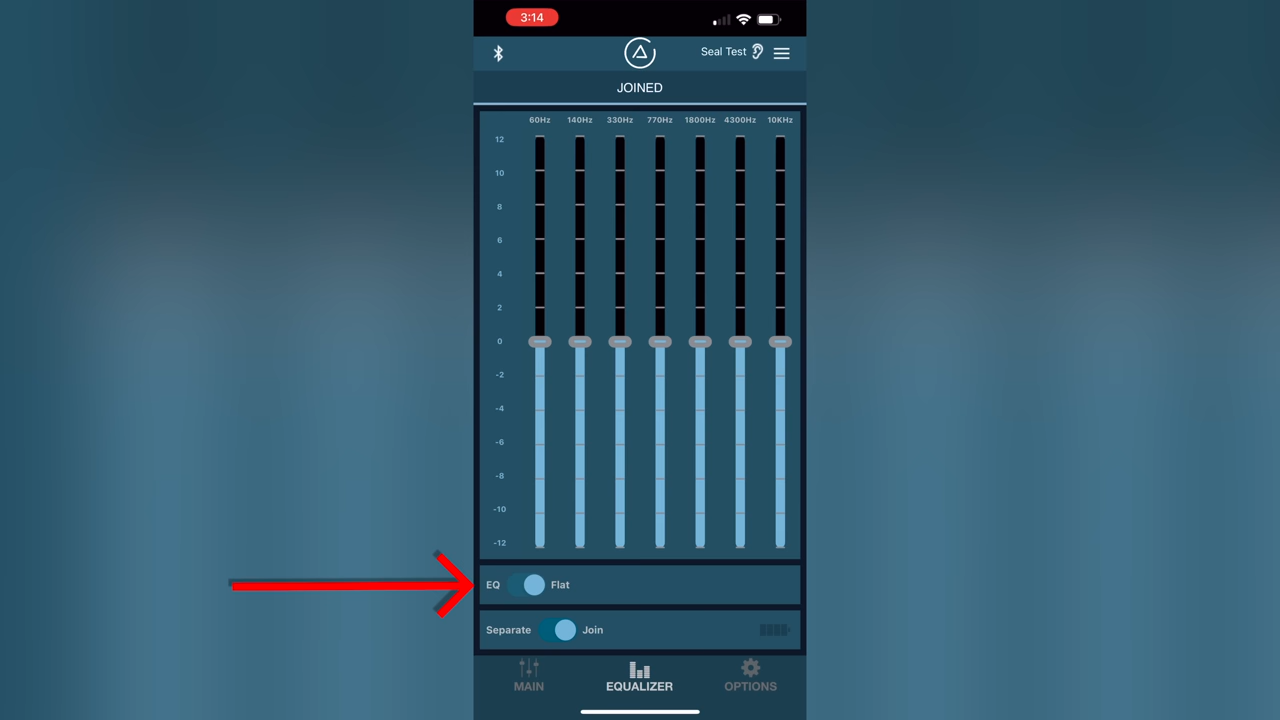 3:14
Seal Test
JOINED
60Hz 140Hz 330Hz 770Hz 1800Hz 4300Hz 10KHz
12
10
8
6
4
2
0
-2
-4
-6
-8
-10
-12
EQ Flat
Separate Join
MAIN EQUALIZER OPTIONS